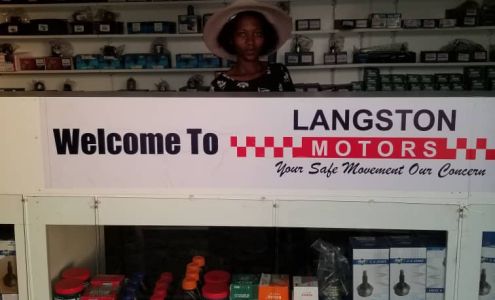 Welcome To
LANGSTON
MOTORS
Your Safe Movement Our Concern